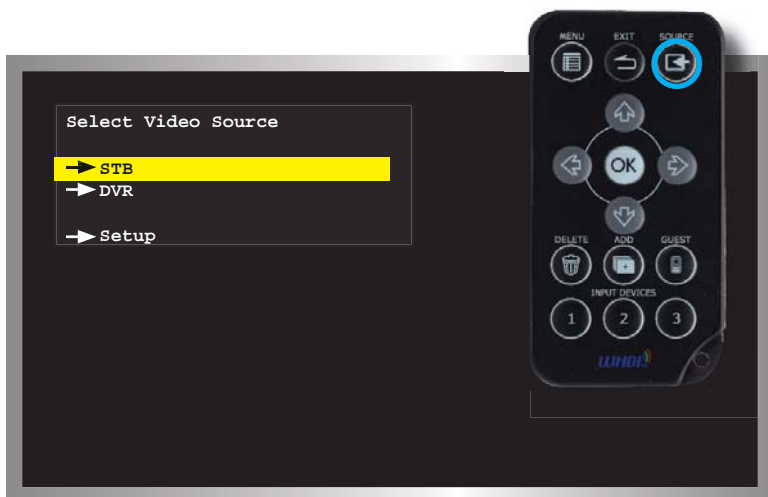 Select Video Source
STB
DVR
Setup
MENU EXIT SOURCE
OK
DELETE ADD GUEST
INPUT DEVICES
1 2 3
WHDI